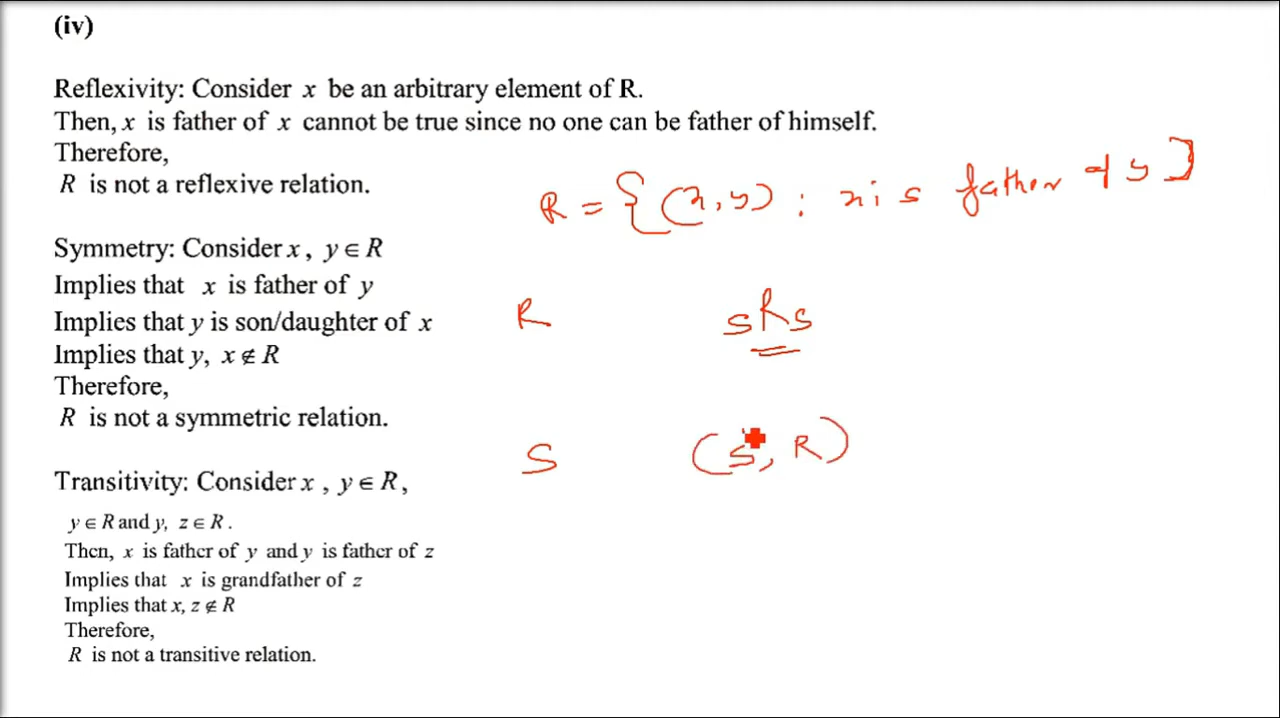 (iv)
Reflexivity: Consider x be an arbitrary element of R.
Then, x is father of x cannot be true since no one can be father of himself.
Therefore,
R is not a reflexive relation.
R = {(x, y) : x is father of y}
Symmetry: Consider x , y ∈ R
Implies that x is father of y
Implies that y is son/daughter of x
R sRs
Implies that y, x ∉ R
Therefore,
R is not a symmetric relation.
S (S, R)
Transitivity: Consider x , y ∈ R ,
y ∈ R and y, z ∈ R .
Then, x is father of y and y is father of z
Implies that x is grandfather of z
Implies that x, z ∉ R
Therefore,
R is not a transitive relation.